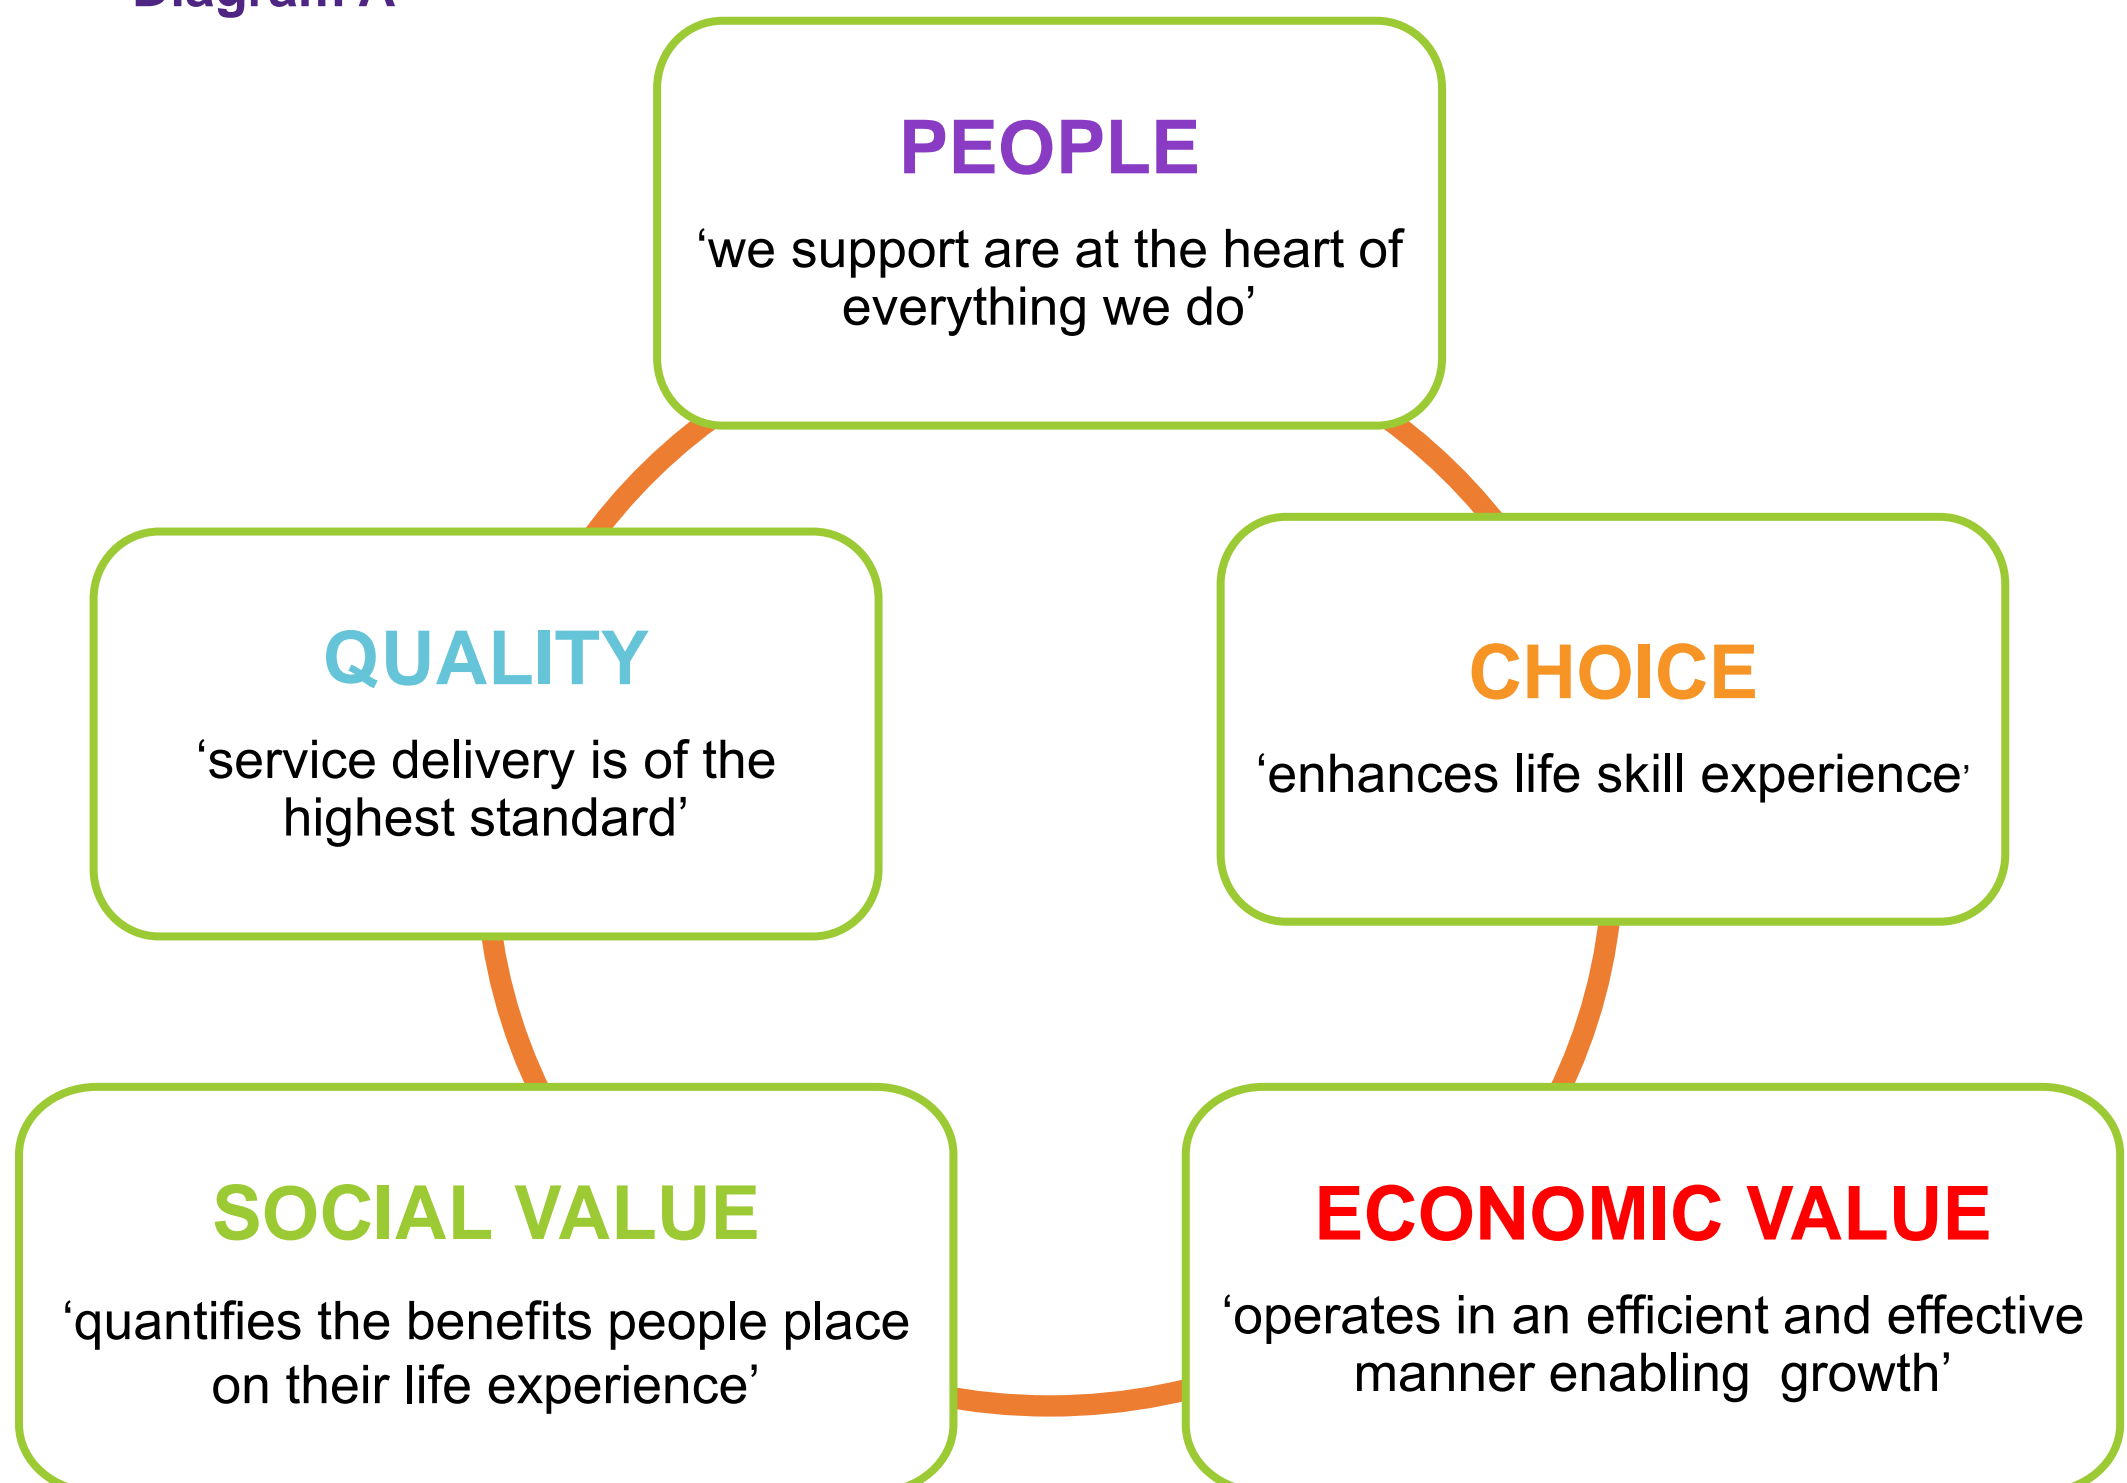 Diagram A
PEOPLE
‘we support are at the heart of
everything we do’
QUALITY
‘service delivery is of the
highest standard’
CHOICE
‘enhances life skill experience’
SOCIAL VALUE
‘quantifies the benefits people place
on their life experience’
ECONOMIC VALUE
‘operates in an efficient and effective
manner enabling  growth’